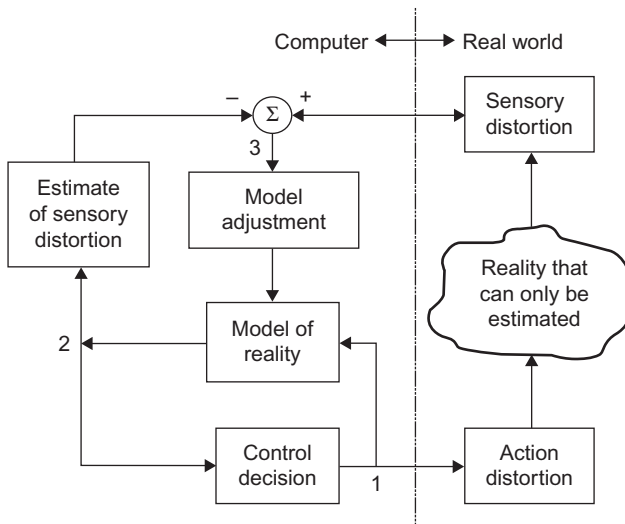 Computer
Real world
–
Σ
+
Sensory
distortion
3
Estimate
of sensory
distortion
Model
adjustment
Reality that
can only be
estimated
2
Model of
reality
Control
decision
1
Action
distortion